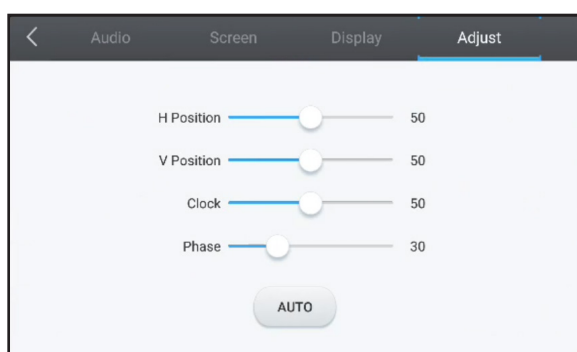 Audio Screen Display Adjust
H Position 50
V Position 50
Clock 50
Phase 30
AUTO